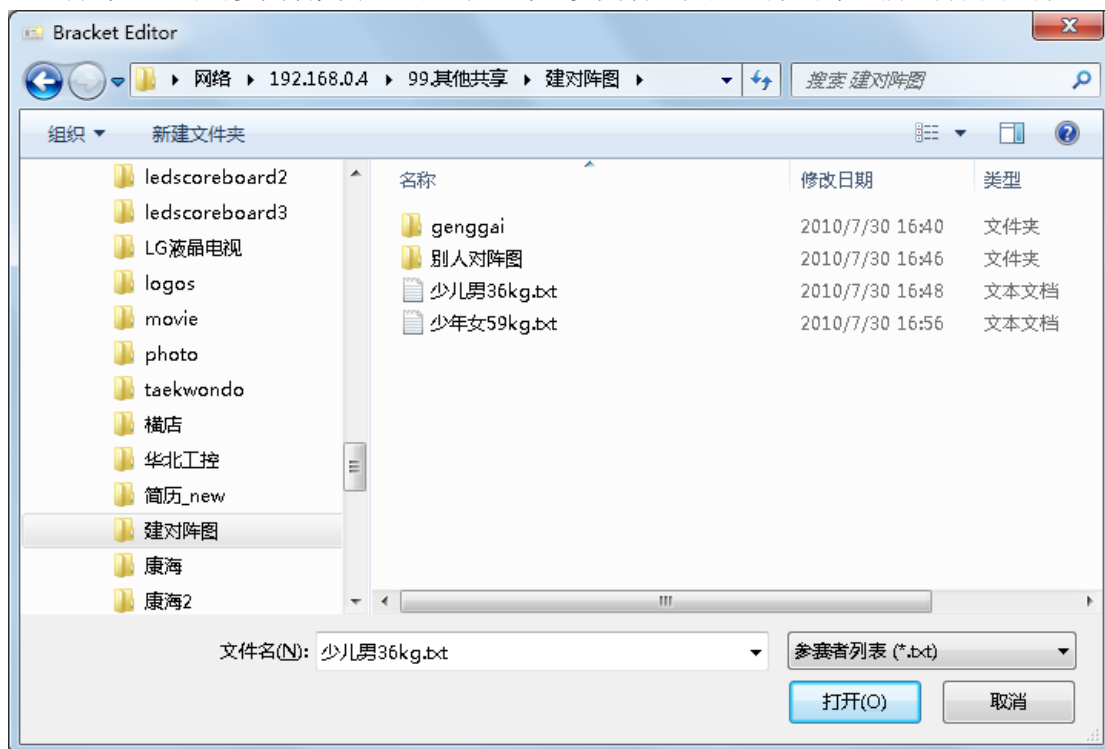 Bracket Editor
网络 192.168.0.4 99.其他共享 建对阵图 搜索 建对阵图
组织 新建文件夹
名称 修改日期 类型
ledscoreboard2
ledscoreboard3
LG液晶电视
logos
movie
photo
taekwondo
横店
华北工控
简历_new
建对阵图
康海
康海2
genggai 2010/7/30 16:40 文件夹
别人对阵图 2010/7/30 16:46 文件夹
少儿男36kg.txt 2010/7/30 16:48 文本文档
少年女59kg.txt 2010/7/30 16:56 文本文档
文件名(N): 少儿男36kg.txt 参赛者列表 (*.txt)
打开(O) 取消